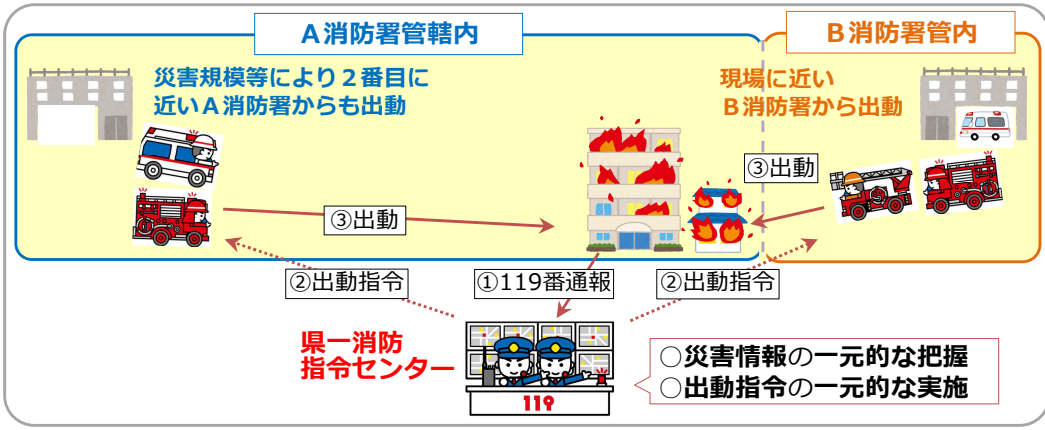 A消防署管轄内
B消防署管内
災害規模等により２番目に
近いA消防署からも出動
現場に近い
B消防署から出動
③出動
③出動
②出動指令
①119番通報
②出動指令
県一消防
指令センター
119
○災害情報の一元的な把握
○出動指令の一元的な実施